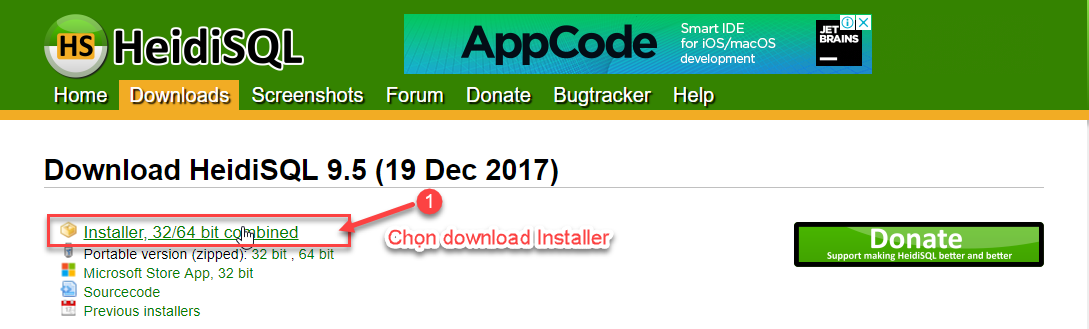 HS HeidiSQL
AppCode
Smart IDE
for iOS/macOS
development
JET
BRAINS
Home Downloads Screenshots Forum Donate Bugtracker Help
Download HeidiSQL 9.5 (19 Dec 2017)
1
Installer, 32/64 bit combined
Chọn download Installer
Portable version (zipped): 32 bit , 64 bit
Microsoft Store App, 32 bit
Sourcecode
Previous installers
Donate
Support making HeidiSQL better and better